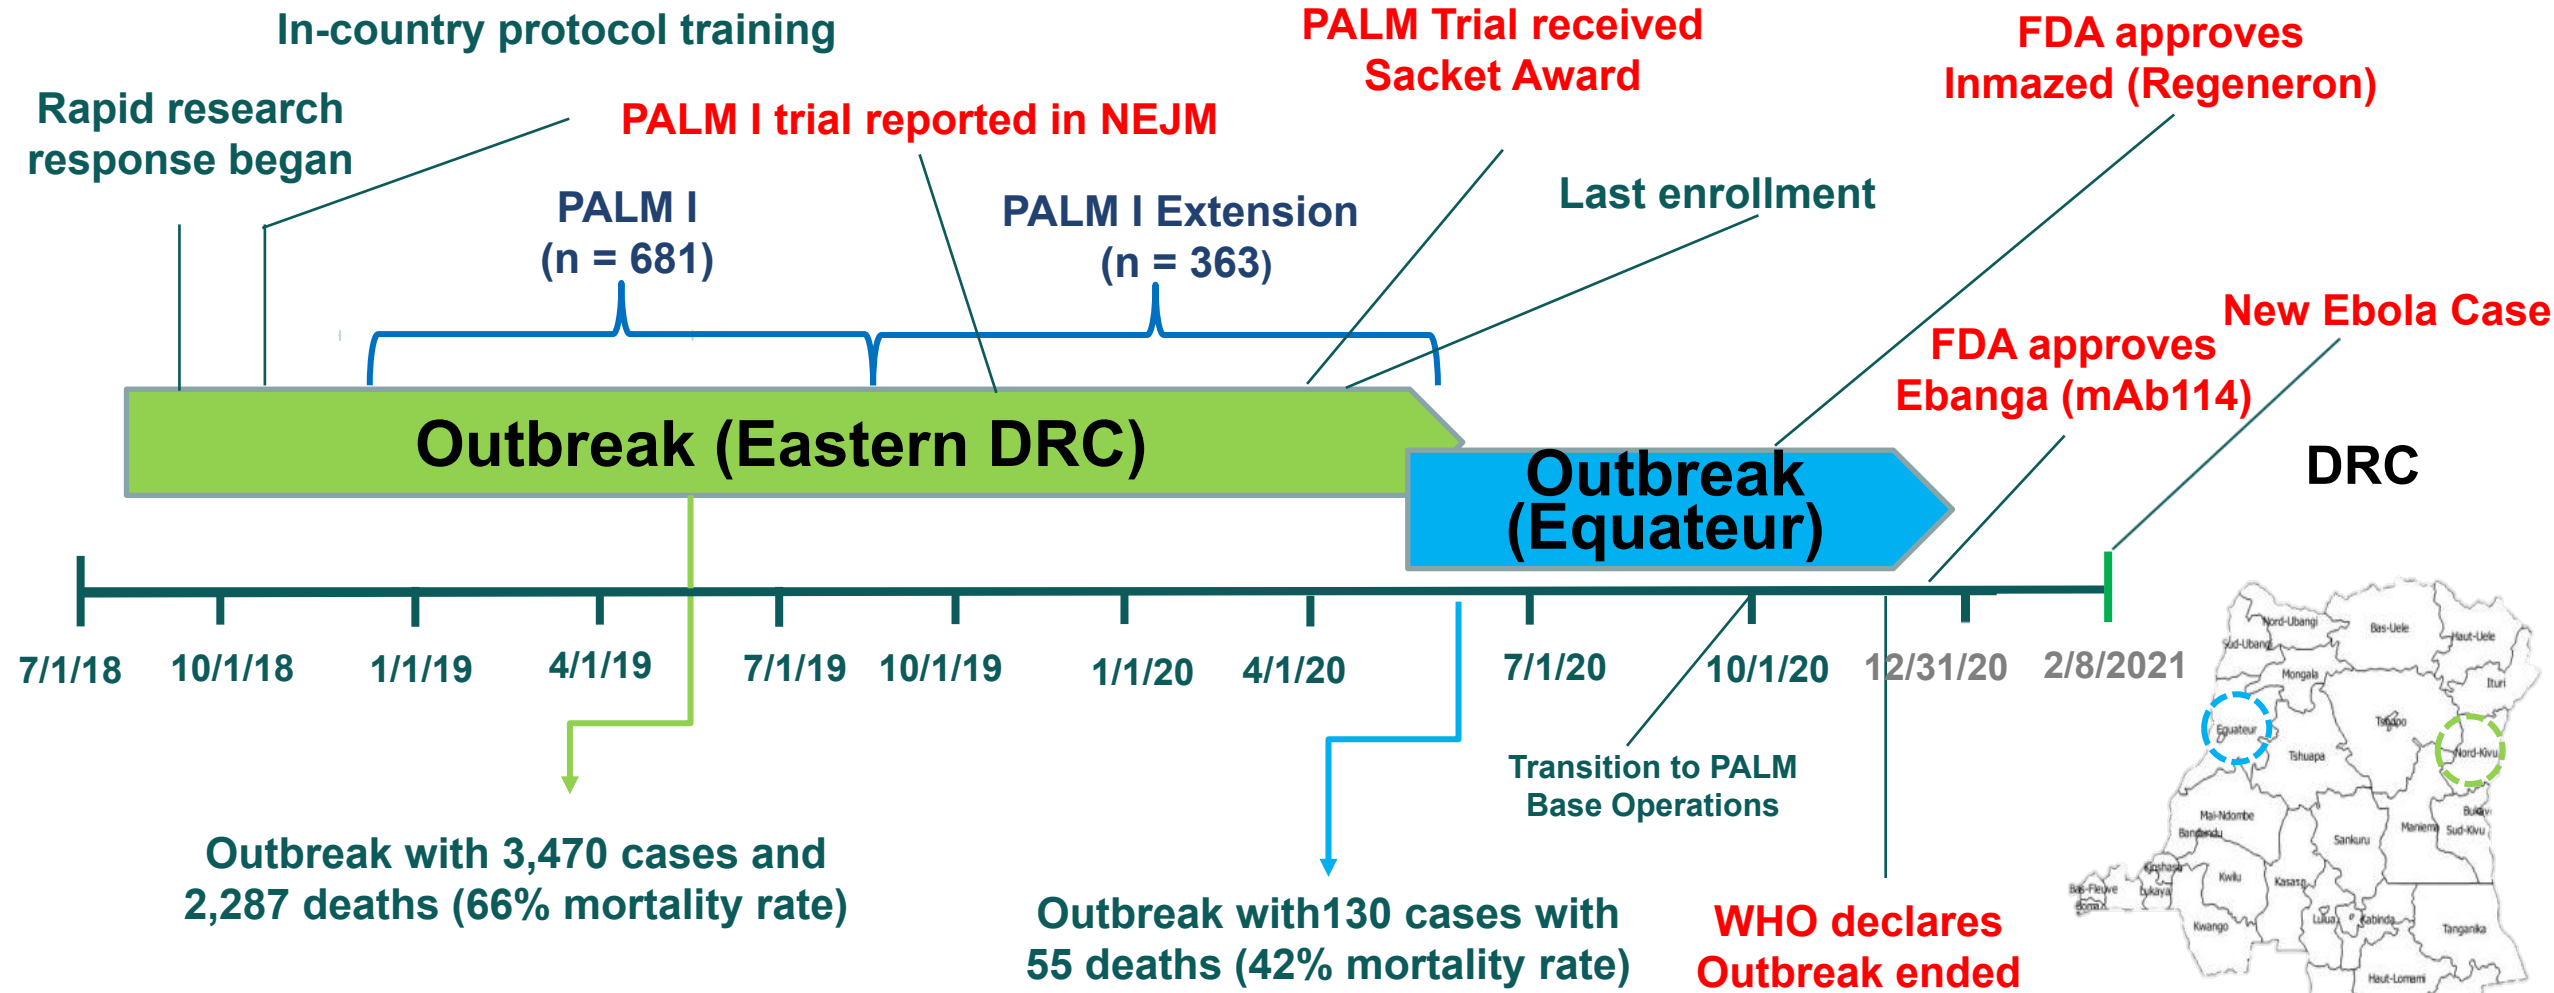 In-country protocol training
Rapid research
response began
PALM I trial reported in NEJM
PALM Trial received
Sacket Award
FDA approves
Inmazed (Regeneron)
PALM I
(n = 681)
PALM I Extension
(n = 363)
Last enrollment
New Ebola Case
FDA approves
Ebanga (mAb114)
Outbreak (Eastern DRC)
Outbreak
(Equateur)
DRC
7/1/18
10/1/18
1/1/19
4/1/19
7/1/19
10/1/19
1/1/20
4/1/20
7/1/20
10/1/20
12/31/20
2/8/2021
Transition to PALM
Base Operations
Outbreak with 3,470 cases and
2,287 deaths (66% mortality rate)
Outbreak with130 cases with
55 deaths (42% mortality rate)
WHO declares
Outbreak ended
Nord-Ubangi
Bas-Uele
Haut-Uele
Sud-Ubangi
Mongala
Ituri
Equateur
Tshopo
Tshuapa
Nord-Kivu
Mai-Ndombe
Maniema
Sud-Kivu
Sankuru
Kinshasa
Kwilu
Kasaso
Bas-Fleuve
Lukaya
Boma
Kwango
Lulua
Kabinda
Tanganika
Haut-Lomami